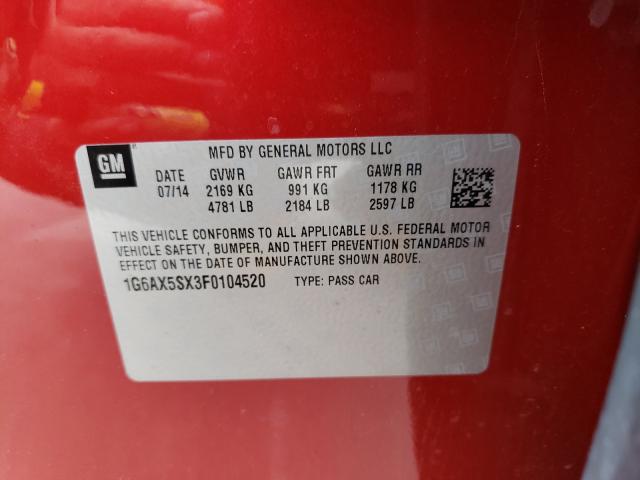 GM
MFD BY GENERAL MOTORS LLC
DATE GVWR GAWR FRT GAWR RR
07/14 2169 KG 991 KG 1178 KG
4781 LB 2184 LB 2597 LB
THIS VEHICLE CONFORMS TO ALL APPLICABLE U.S. FEDERAL MOTOR
VEHICLE SAFETY, BUMPER, AND THEFT PREVENTION STANDARDS IN
EFFECT ON THE DATE OF MANUFACTURE SHOWN ABOVE.
1G6AX5SX3F0104520 TYPE: PASS CAR